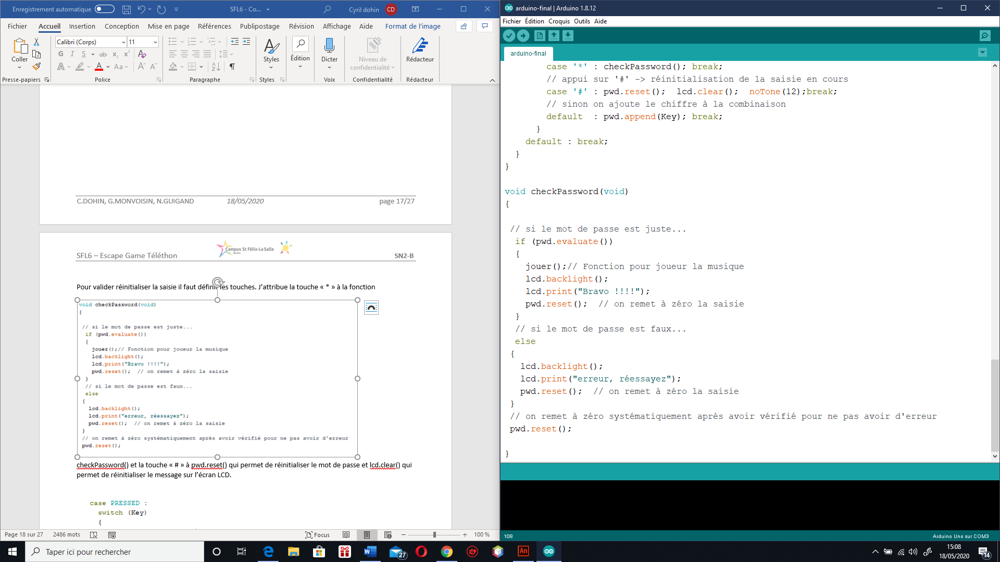 Enregistrement automatique
SFL6 - Co...
Cyril dohin
CD
Fichier Accueil Insertion Conception Mise en page Références Publipostage Révision Affichage Aide Format de l'image
Calibri (Corps) 11
Coller
G I S ab x₂ x²
A A Aa A A
Styles
Édition
Dicter
Niveau de confidentialité
Rédacteur
Presse-papiers Police Paragraphe Styles Voix Confidentialité Rédacteur
C.DOHIN, G.MONVOISIN, N.GUIGAND 18/05/2020 page 17/27
SFL6 – Escape Game Téléthon Campus St Félix-La Salle SN2-B
Nantes
Pour valider réinitialiser la saisie il faut définir les touches. J'attribue la touche « * » à la fonction
void checkPassword(void)
{
// si le mot de passe est juste...
if (pwd.evaluate())
{
jouer();// Fonction pour joueur la musique
lcd.backlight();
lcd.print("Bravo !!!!");
pwd.reset(); // on remet à zéro la saisie
}
// si le mot de passe est faux...
else
{
lcd.backlight();
lcd.print("erreur, réessayez");
pwd.reset(); // on remet à zéro la saisie
}
// on remet à zéro systématiquement après avoir vérifié pour ne pas avoir d'erreur
pwd.reset();
checkPassword() et la touche « # » à pwd.reset() qui permet de réinitialiser le mot de passe et lcd.clear() qui
permet de réinitialiser le message sur l'écran LCD.
case PRESSED :
switch (Key)
{
Page 18 sur 27 2486 mots Focus 100 %
arduino-final | Arduino 1.8.12
Fichier Édition Croquis Outils Aide
arduino-final
case '*' : checkPassword(); break;
// appui sur '#' -> réinitialisation de la saisie en cours
case '#' : pwd.reset(); lcd.clear(); noTone(12);break;
// sinon on ajoute le chiffre à la combinaison
default : pwd.append(Key); break;
}
default : break;
}
}
void checkPassword(void)
{
// si le mot de passe est juste...
if (pwd.evaluate())
{
jouer();// Fonction pour joueur la musique
lcd.backlight();
lcd.print("Bravo !!!!");
pwd.reset(); // on remet à zéro la saisie
}
// si le mot de passe est faux...
else
{
lcd.backlight();
lcd.print("erreur, réessayez");
pwd.reset(); // on remet à zéro la saisie
}
// on remet à zéro systématiquement après avoir vérifié pour ne pas avoir d'erreur
pwd.reset();
}
108 Arduino Uno sur COM3
Taper ici pour rechercher
27
An
15:08
18/05/2020
14